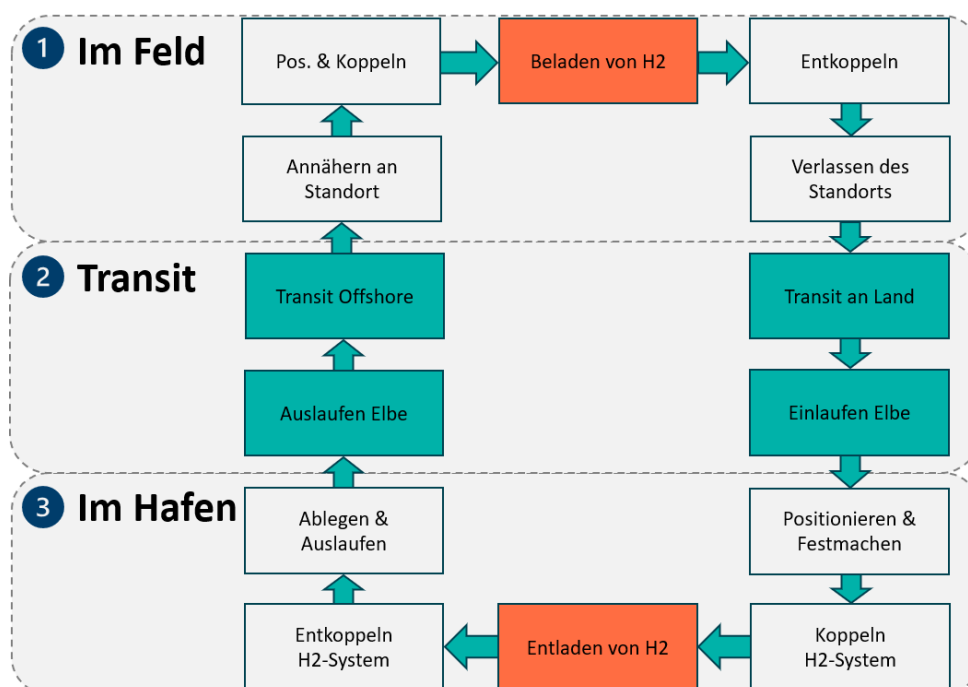 1 Im Feld
Pos. & Koppeln
Beladen von H2
Entkoppeln
Annähern an
Standort
Verlassen des
Standorts
2 Transit
Transit Offshore
Transit an Land
Auslaufen Elbe
Einlaufen Elbe
3 Im Hafen
Ablegen &
Auslaufen
Positionieren &
Festmachen
Entkoppeln
H2-System
Entladen von H2
Koppeln
H2-System